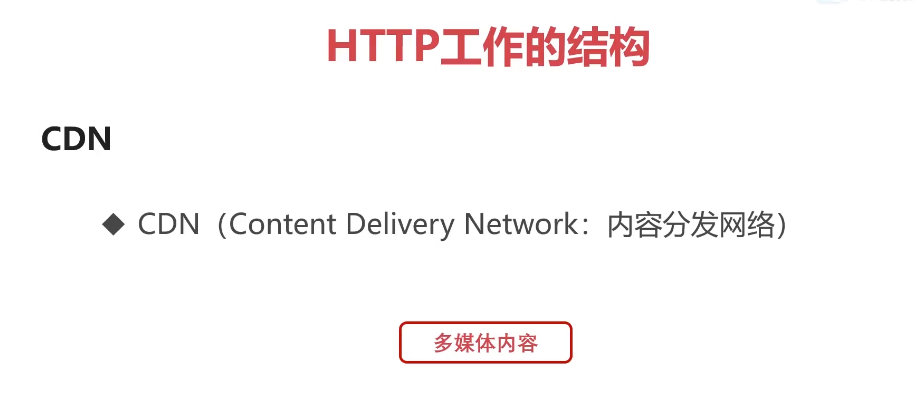 HTTP工作的结构
CDN
◆ CDN（Content Delivery Network：内容分发网络）
多媒体内容